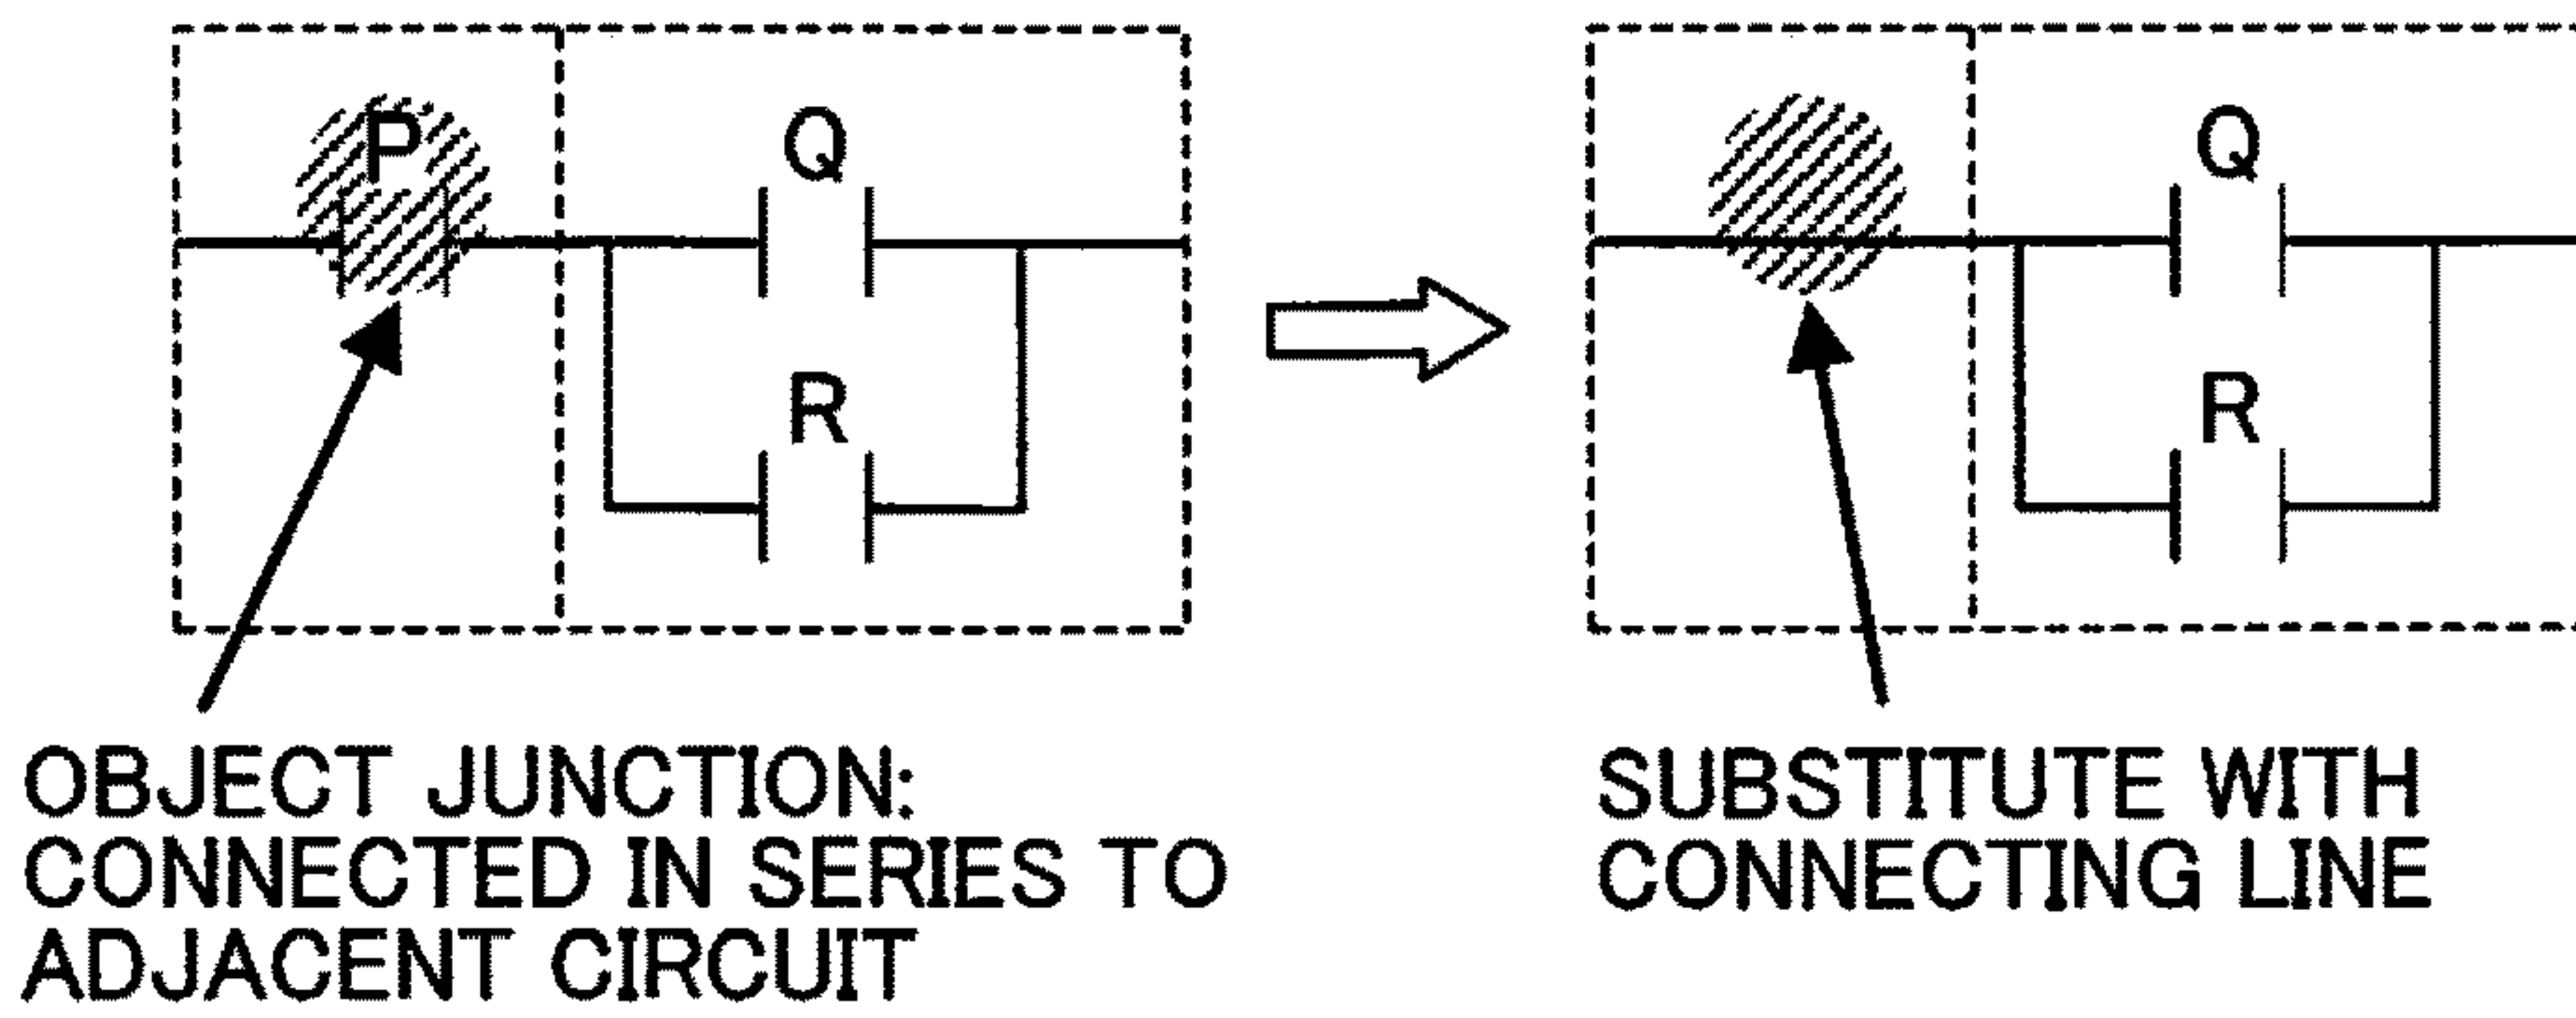 P
Q
R
Q
R
OBJECT JUNCTION:
CONNECTED IN SERIES TO
ADJACENT CIRCUIT
SUBSTITUTE WITH
CONNECTING LINE